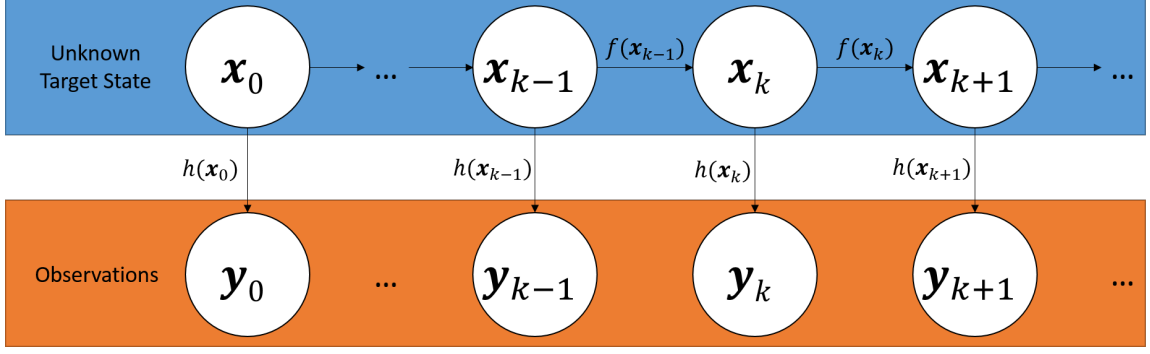 Unknown
Target State
x₀
...
xₖ₋₁
f(xₖ₋₁)
xₖ
f(xₖ)
xₖ₊₁
...
h(x₀)
h(xₖ₋₁)
h(xₖ)
h(xₖ₊₁)
Observations
y₀
...
yₖ₋₁
yₖ
yₖ₊₁
...